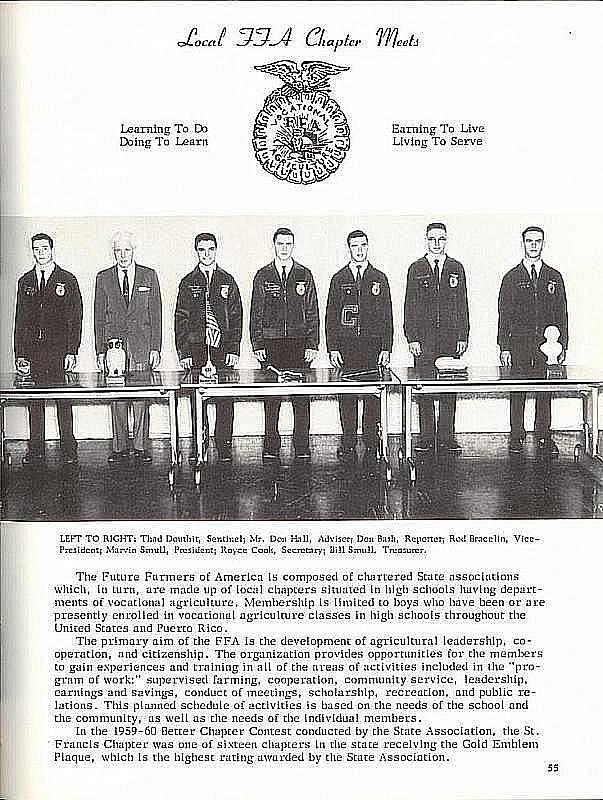 Local FFA Chapter Meets
Learning To Do
Doing To Learn
VOCATIONAL
FFA
AGRICULTURE
Earning To Live
Living To Serve
C
LEFT TO RIGHT: Thad Douthit, Sentinel; Mr. Don Hall, Adviser; Don Bash, Reporter; Rod Bracelin, Vice-
President; Marvin Smull, President; Royce Cook, Secretary; Bill Smull, Treasurer.
The Future Farmers of America is composed of chartered State associations
which, in turn, are made up of local chapters situated in high schools having depart-
ments of vocational agriculture. Membership is limited to boys who have been or are
presently enrolled in vocational agriculture classes in high schools throughout the
United States and Puerto Rico.
The primary aim of the FFA is the development of agricultural leadership, co-
operation, and citizenship. The organization provides opportunities for the members
to gain experiences and training in all of the areas of activities included in the "pro-
gram of work:" supervised farming, cooperation, community service, leadership,
earnings and savings, conduct of meetings, scholarship, recreation, and public re-
lations. This planned schedule of activities is based on the needs of the school and
the community, as well as the needs of the individual members.
In the 1959-60 Better Chapter Contest conducted by the State Association, the St.
Francis Chapter was one of sixteen chapters in the state receiving the Gold Emblem
Plaque, which is the highest rating awarded by the State Association.
55